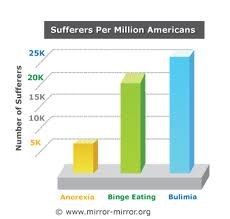 Sufferers Per Million Americans
25K
20K
15K
10K
5K
Number of Sufferers
Anorexia Binge Eating Bulimia
© www.mirror-mirror.org